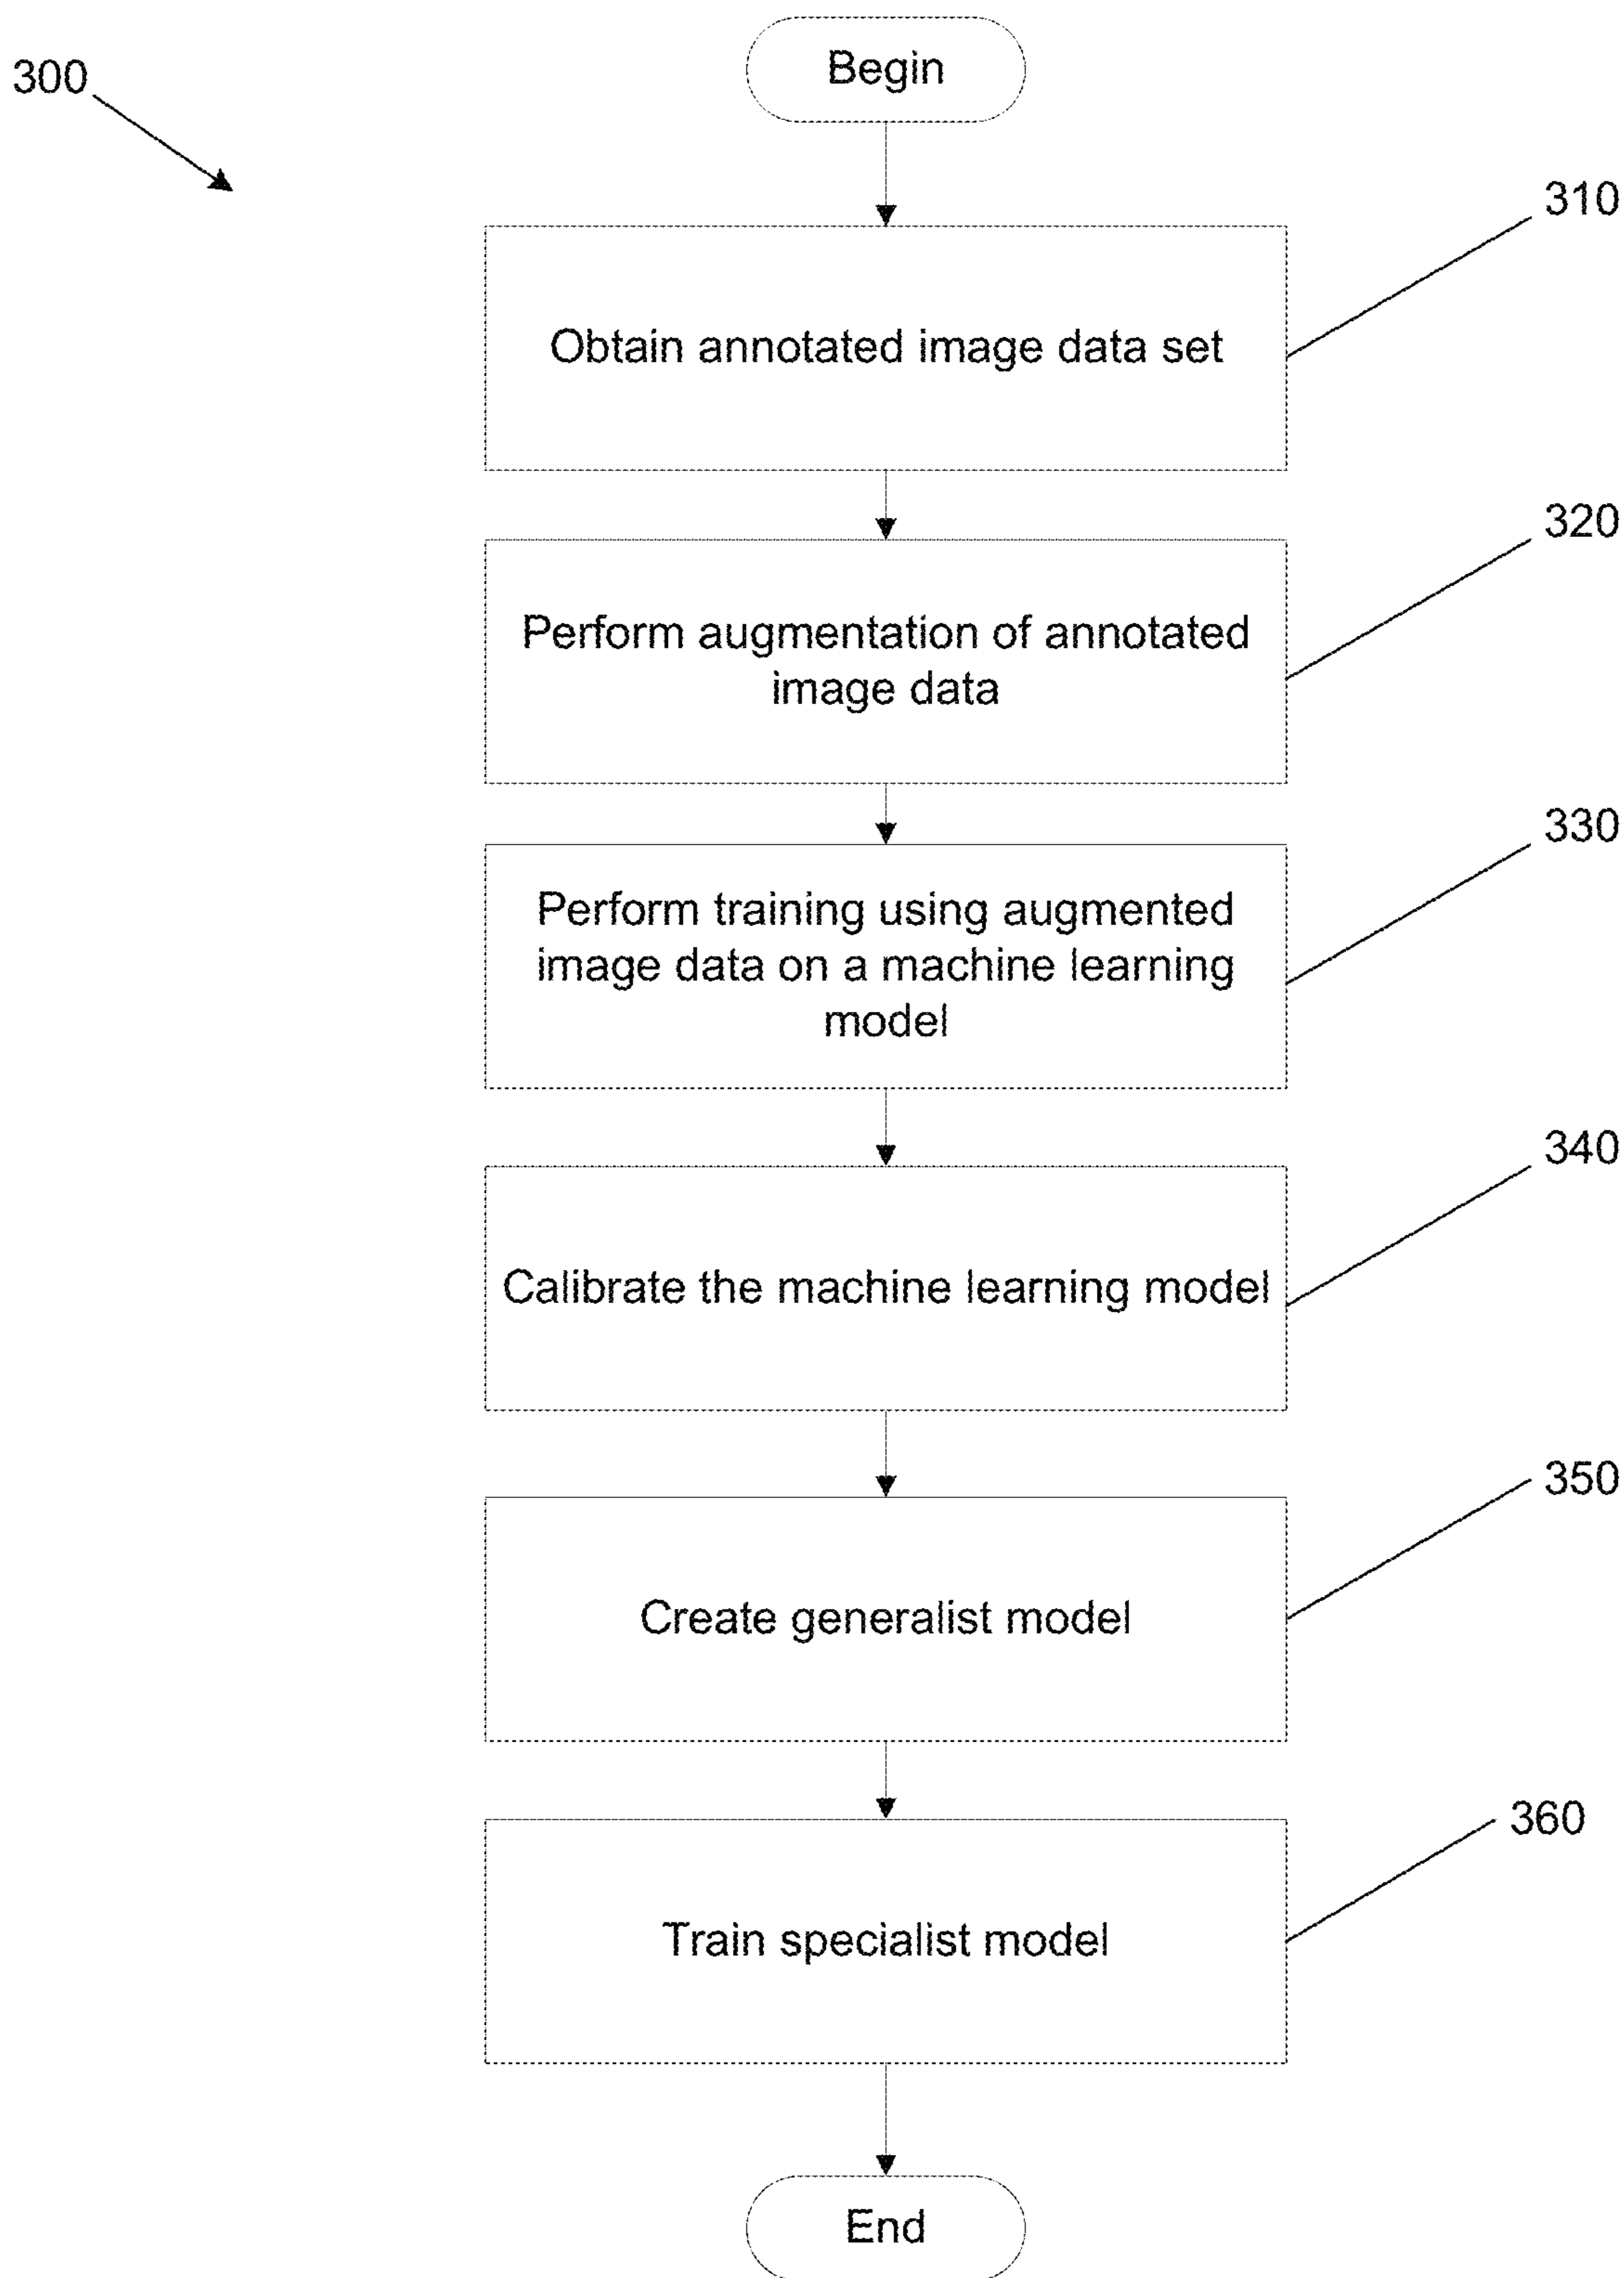 300
Begin
310
Obtain annotated image data set
320
Perform augmentation of annotated
image data
330
Perform training using augmented
image data on a machine learning
model
340
Calibrate the machine learning model
350
Create generalist model
360
Train specialist model
End